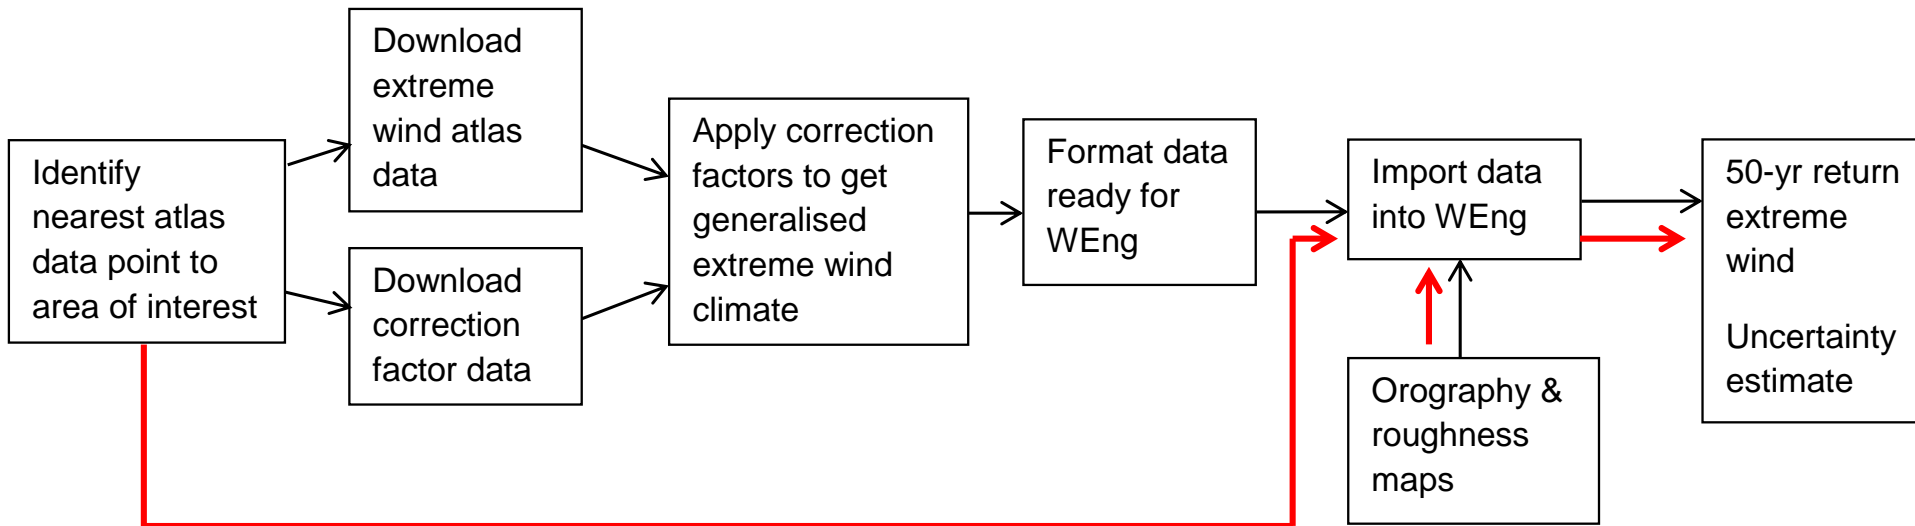 Identify
nearest atlas
data point to
area of interest
Download
extreme
wind atlas
data
Download
correction
factor data
Apply correction
factors to get
generalised
extreme wind
climate
Format data
ready for
WEng
Import data
into WEng
Orography &
roughness
maps
50-yr return
extreme
wind
Uncertainty
estimate